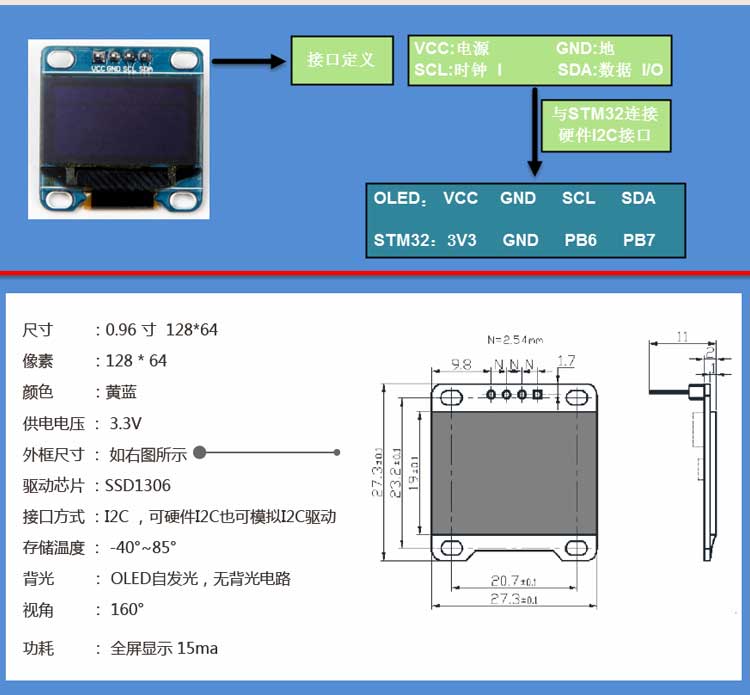 VCC GND SCL SDA
接口定义
VCC:电源 GND:地
SCL:时钟 I SDA:数据 I/O
与STM32连接
硬件I2C接口
OLED: VCC GND SCL SDA
STM32: 3V3 GND PB6 PB7
尺寸 :0.96 寸 128*64
像素 :128 * 64
颜色 :黄蓝
供电电压 : 3.3V
外框尺寸 : 如右图所示
驱动芯片 :SSD1306
接口方式 :I2C ，可硬件I2C也可模拟I2C驱动
存储温度 : -40°~85°
背光 : OLED自发光，无背光电路
视角 : 160°
功耗 : 全屏显示 15ma
N=2.54mm
9.8 N N N 1.7
11
2
1
27.3±0.1
23.2±0.1
19±0.1
20.7±0.1
27.3±0.1